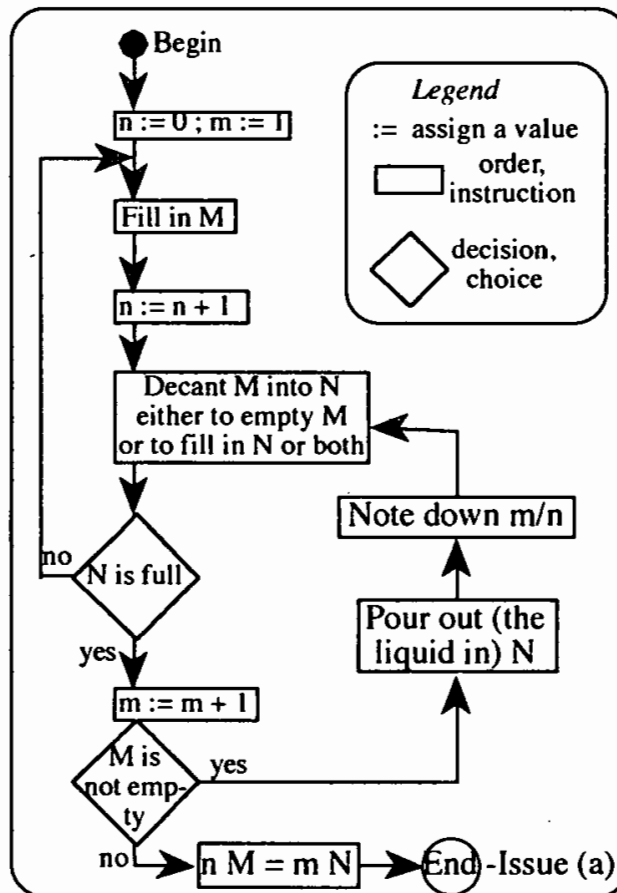 Begin
n := 0 ; m := 1
Fill in M
n := n + 1
Decant M into N
either to empty M
or to fill in N or both
N is full
no
yes
m := m + 1
M is
not emp-
ty
yes
no
n M = m N
End -Issue (a)
Pour out (the
liquid in) N
Note down m/n
Legend
:= assign a value
order,
instruction
decision,
choice